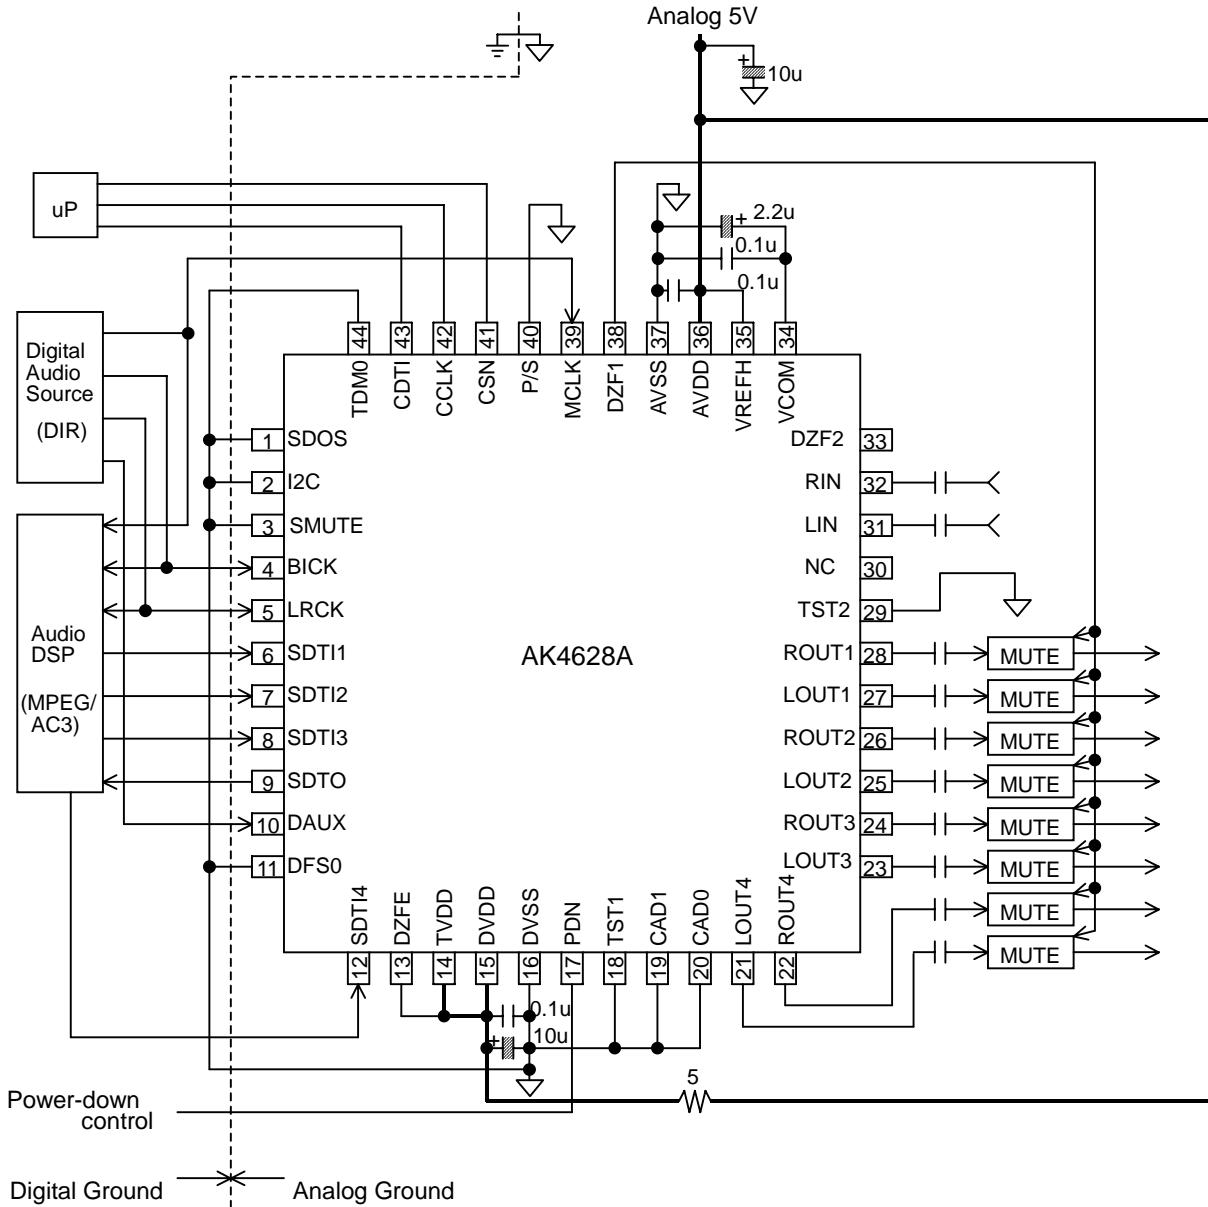 Analog 5V
+
10u
uP
+ 2.2u
0.1u
0.1u
44 43 42 41 40 39 38 37 36 35 34
TDM0 CDTI CCLK CSN P/S MCLK DZF1 AVSS AVDD VREFH VCOM
Digital
Audio
Source
(DIR)
1 SDOS
2 I2C
3 SMUTE
4 BICK
5 LRCK
6 SDTI1
7 SDTI2
8 SDTI3
9 SDTO
10 DAUX
11 DFS0
Audio
DSP
(MPEG/
AC3)
AK4628A
DZF2 33
RIN 32
LIN 31
NC 30
TST2 29
ROUT1 28 MUTE
LOUT1 27 MUTE
ROUT2 26 MUTE
LOUT2 25 MUTE
ROUT3 24 MUTE
LOUT3 23 MUTE
MUTE
MUTE
SDTI4 DZFE TVDD DVDD DVSS PDN TST1 CAD1 CAD0 LOUT4 ROUT4
12 13 14 15 16 17 18 19 20 21 22
0.1u
+ 10u
5
Power-down
control
Digital Ground Analog Ground